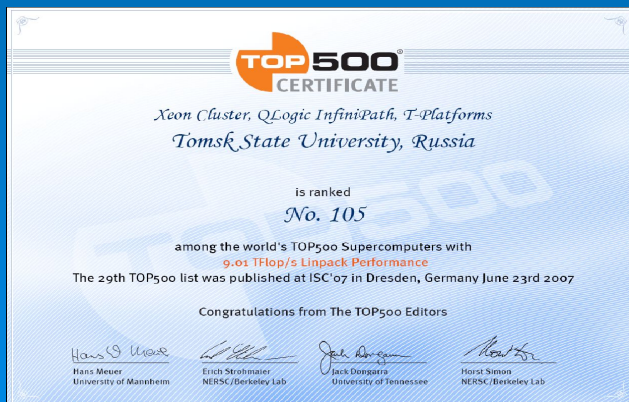 TOP 500®
CERTIFICATE
Xeon Cluster, QLogic InfiniPath, T-Platforms
Tomsk State University, Russia
is ranked
No. 105
among the world's TOP500 Supercomputers with
9.01 TFlop/s Linpack Performance
The 29th TOP500 list was published at ISC'07 in Dresden, Germany June 23rd 2007
Congratulations from The TOP500 Editors
Hans Meuer
University of Mannheim
Erich Strohmaier
NERSC/Berkeley Lab
Jack Dongarra
University of Tennessee
Horst Simon
NERSC/Berkeley Lab